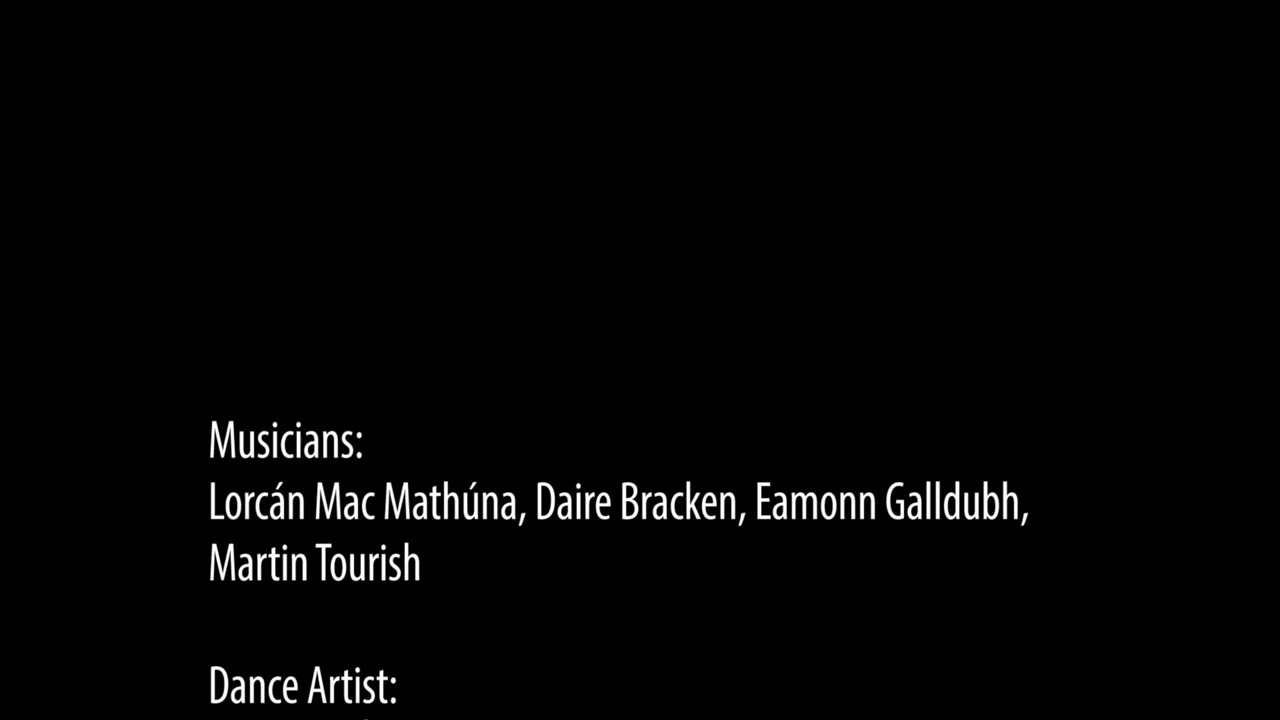 Musicians:
Lorcán Mac Mathúna, Daire Bracken, Eamonn Galldubh,
Martin Tourish
Dance Artist: